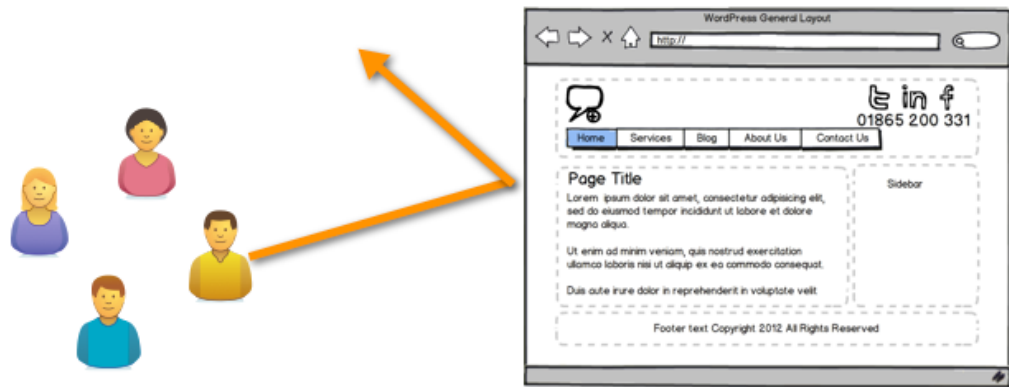 WordPress General Layout
http://
01865 200 331
Home Services Blog About Us Contact Us
Page Title
Lorem ipsum dolor sit amet, consectetur adipisicing elit,
sed do eiusmod tempor incididunt ut labore et dolore
magna aliqua.
Ut enim ad minim veniam, quis nostrud exercitation
ullamco laboris nisi ut aliquip ex ea commodo consequat.
Duis aute irure dolor in reprehenderit in voluptate velit
Sidebar
Footer text Copyright 2012 All Rights Reserved